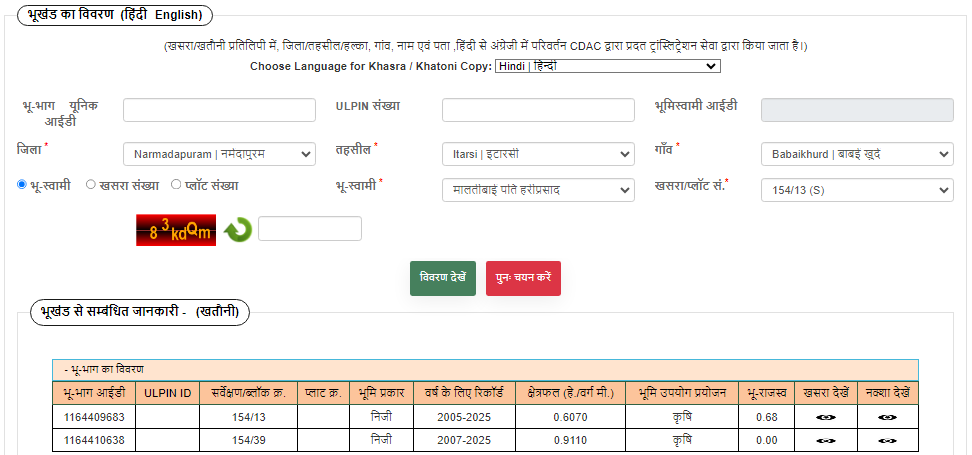 भूखंड का विवरण (हिंदी English)
(खसरा/खतौनी प्रतिलिपि में, जिला/तहसील/हल्का, गांव, नाम एवं पता ,हिंदी से अंग्रेजी में परिवर्तन CDAC द्वारा प्रदत ट्रांस्लिट्रेशन सेवा द्वारा किया जाता है।)
Choose Language for Khasra / Khatoni Copy: Hindi | हिन्दी
भू-भाग यूनिक आईडी ULPIN संख्या भूमिस्वामी आईडी
जिला * Narmadapuram | नर्मदापुरम तहसील * Itarsi | इटारसी गाँव * Babaikhurd | बाबई खुर्द
भू-स्वामी खसरा संख्या प्लॉट संख्या भू-स्वामी * मालतीबाई पति हरीप्रसाद खसरा/प्लॉट सं.* 154/13 (S)
8 3 kdQm
विवरण देखें पुनः चयन करें
भूखंड से सम्बंधित जानकारी - (खतौनी)
- भू-भाग का विवरण
भू-भाग आईडी ULPIN ID सर्वेक्षण/ब्लॉक क्र. प्लाट क्र. भूमि प्रकार वर्ष के लिए रिकॉर्ड क्षेत्रफल (हे./वर्ग मी.) भूमि उपयोग प्रयोजन भू-राजस्व खसरा देखें नक्शा देखें
1164409683 154/13 निजी 2005-2025 0.6070 कृषि 0.68
1164410638 154/39 निजी 2007-2025 0.9110 कृषि 0.00